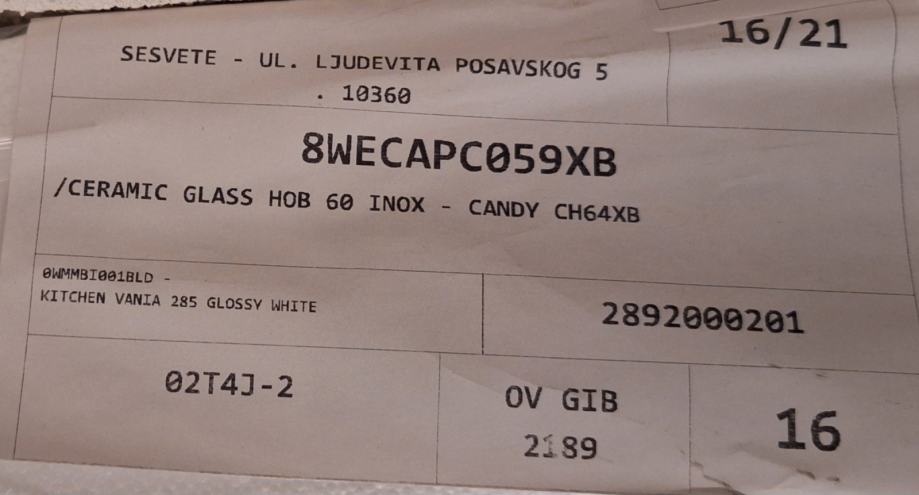 SESVETE - UL. LJUDEVITA POSAVSKOG 5
. 10360
16/21
8WECAPC059XB
/CERAMIC GLASS HOB 60 INOX - CANDY CH64XB
0WMMBI001BLD -
KITCHEN VANIA 285 GLOSSY WHITE
2892000201
02T4J-2
OV GIB
2189
16